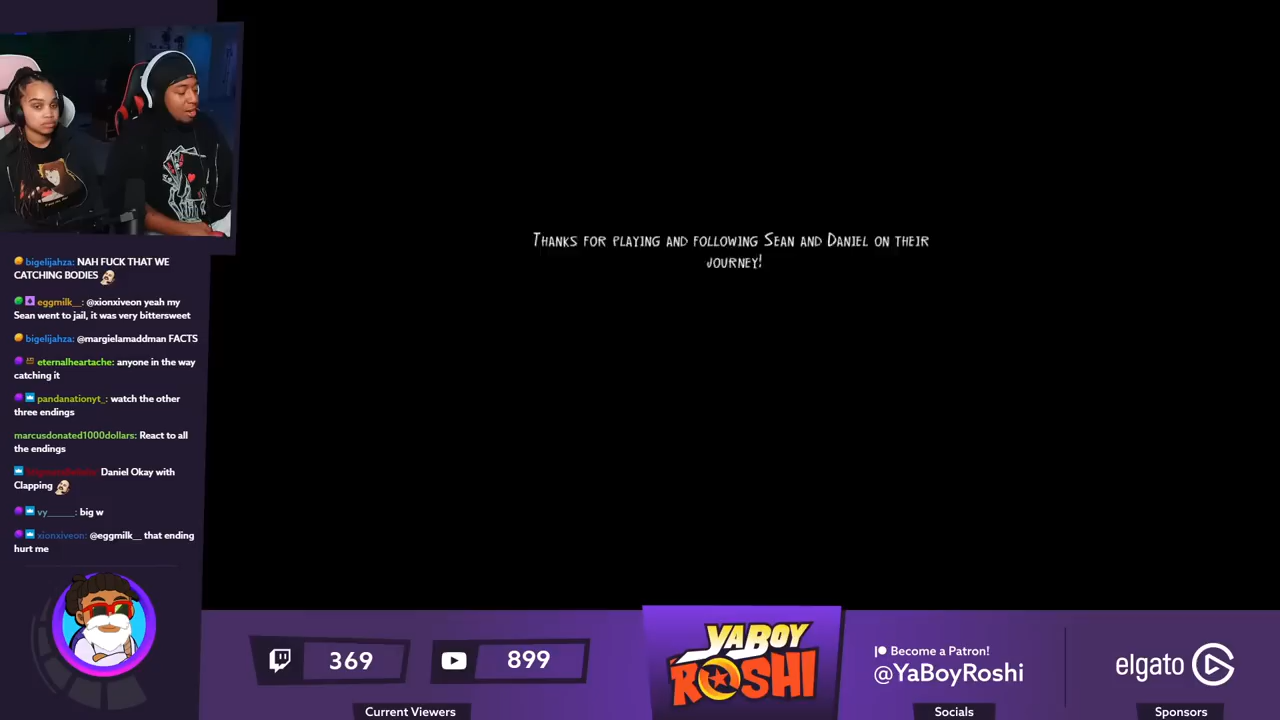 THANKS FOR PLAYING AND FOLLOWING SEAN AND DANIEL ON THEIR
JOURNEY!
bigelijahza: NAH FUCK THAT WE
CATCHING BODIES
eggmilk__: @xionxiveon yeah my
Sean went to jail, it was very bittersweet
bigelijahza: @margielamaddman FACTS
eternalheartache: anyone in the way
catching it
pandanationyt_: watch the other
three endings
marcusdonated1000dollars: React to all
the endings
Daniel Okay with
Clapping
vy______: big w
xionxiveon: @eggmilk__ that ending
hurt me
369
899
Current Viewers
YABOY
ROSHI
Become a Patron!
@YaBoyRoshi
Socials
elgato
Sponsors